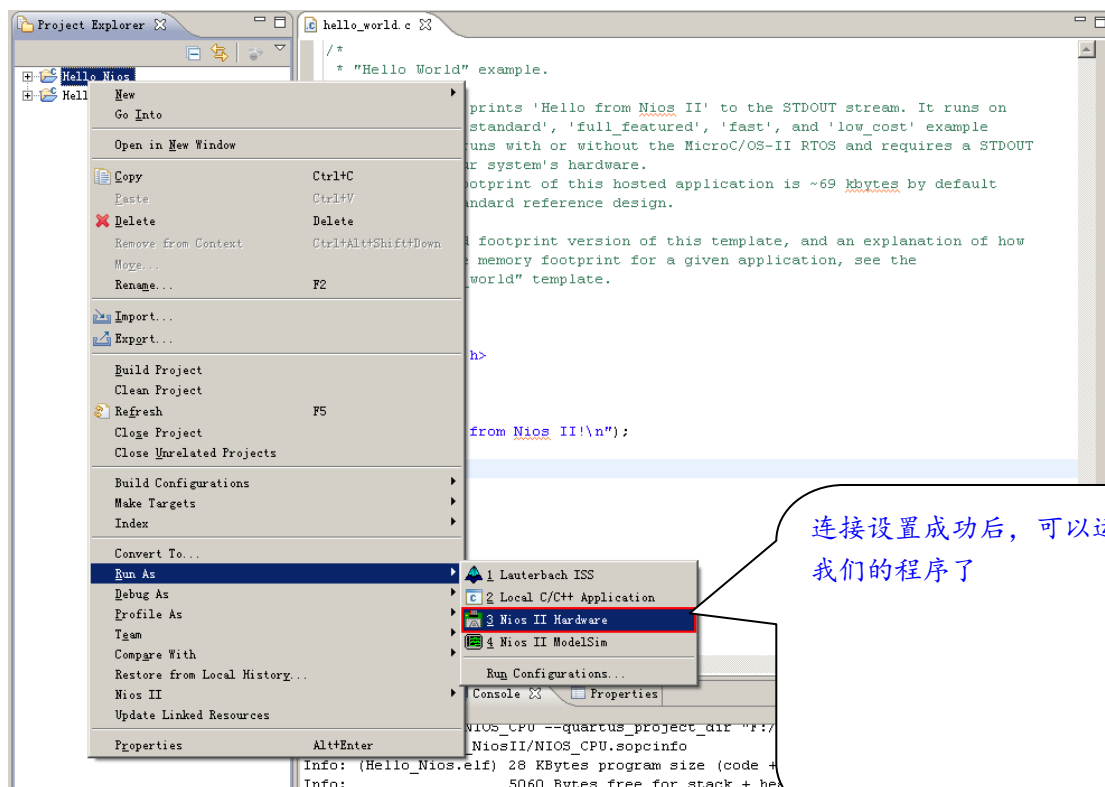 Project Explorer
hello_world.c
/*
* "Hello World" example.
Hello_Nios
Hell
prints 'Hello from Nios II' to the STDOUT stream. It runs on
standard', 'full_featured', 'fast', and 'low_cost' example
runs with or without the MicroC/OS-II RTOS and requires a STDOUT
r system's hardware.
otprint of this hosted application is ~69 kbytes by default
ndard reference design.
footprint version of this template, and an explanation of how
memory footprint for a given application, see the
world" template.
h>
from Nios II!\n");
New
Go Into
Open in New Window
Copy Ctrl+C
Paste Ctrl+V
Delete Delete
Remove from Context Ctrl+Alt+Shift+Down
Move...
Rename... F2
Import...
Export...
Build Project
Clean Project
Refresh F5
Close Project
Close Unrelated Projects
Build Configurations
Make Targets
Index
Convert To...
Run As
Debug As
Profile As
Team
Compare With
Restore from Local History...
Nios II
Update Linked Resources
Properties Alt+Enter
1 Lauterbach ISS
2 Local C/C++ Application
3 Nios II Hardware
4 Nios II ModelSim
Run Configurations...
连接设置成功后，可以
我们的程序了
Console
Properties
NIOS_CPU --quartus_project_dir "F:/
_NiosII/NIOS_CPU.sopcinfo
Info: (Hello_Nios.elf) 28 KBytes program size (code +
Info: 5060 Bytes free for stack + hea